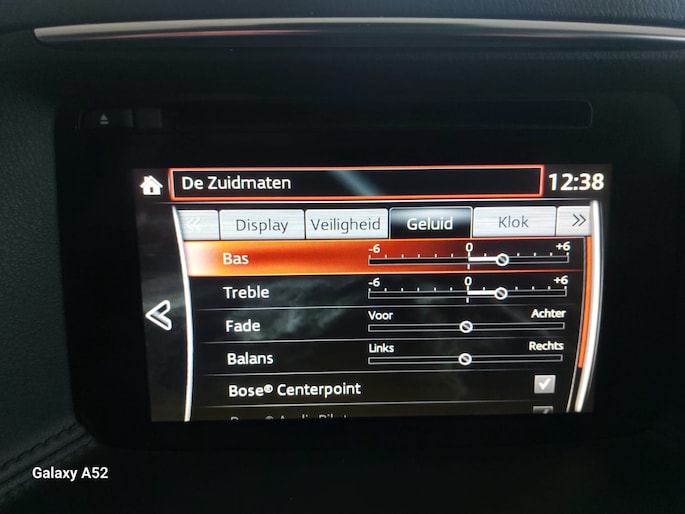 De Zuidmaten 12:38
Display Veiligheid Geluid Klok
Bas -6 0 +6
Treble -6 0 +6
Fade Voor Achter
Balans Links Rechts
Bose® Centerpoint
Galaxy A52